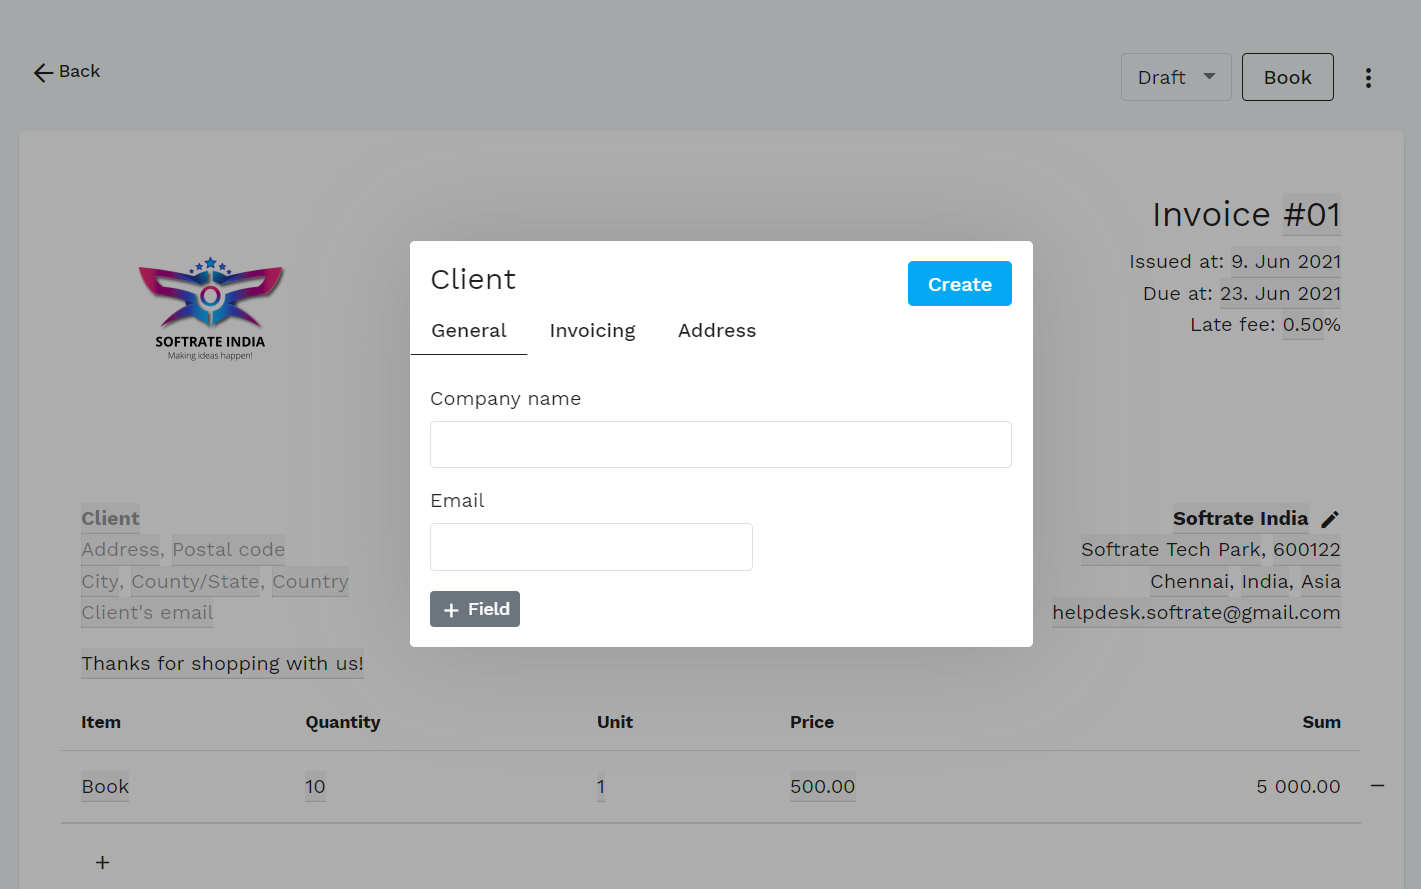 Back
Draft
Book
Invoice #01
Issued at: 9. Jun 2021
Due at: 23. Jun 2021
Late fee: 0.50%
SOFTRATE INDIA
Making ideas happen!
Client
Create
General Invoicing Address
Company name
Email
+ Field
Client
Address, Postal code
City, County/State, Country
Client's email
Softrate India
Softrate Tech Park, 600122
Chennai, India, Asia
helpdesk.softrate@gmail.com
Thanks for shopping with us!
Item Quantity Unit Price Sum
Book 10 1 500.00 5 000.00 −
+